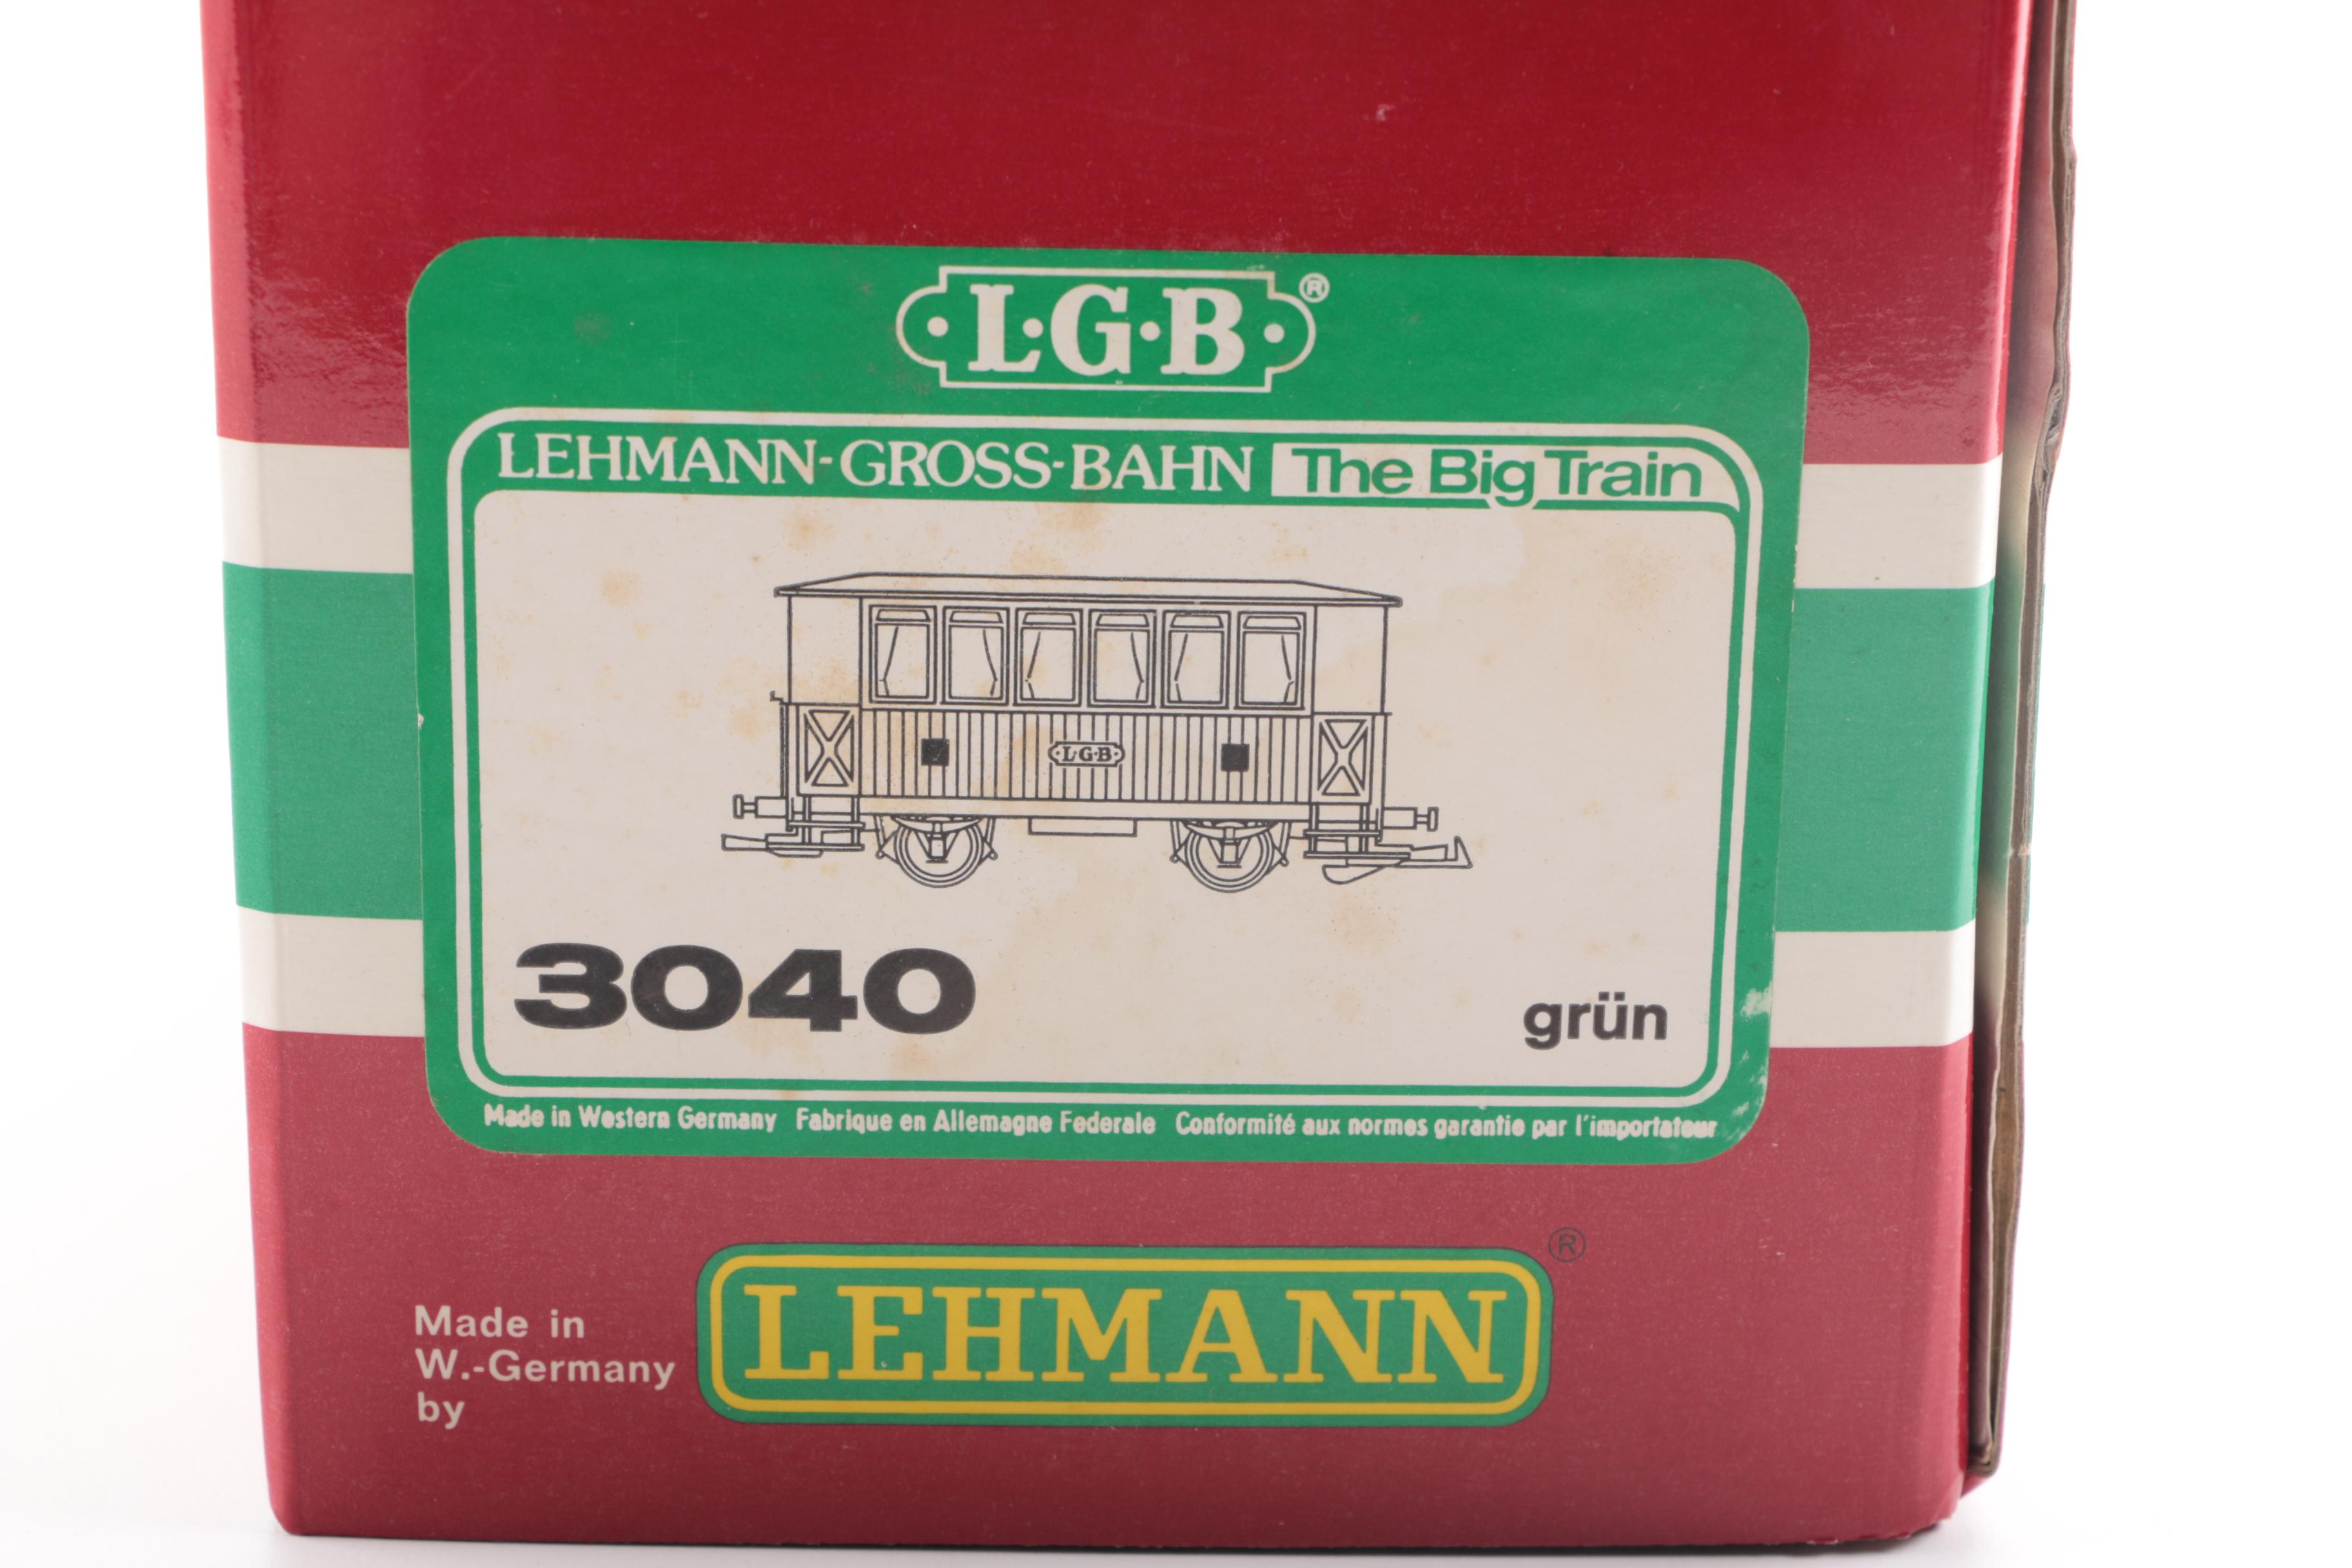 L·G·B®
LEHMANN-GROSS-BAHN The Big Train
L·G·B
3040
grün
Made in Western Germany Fabrique en Allemagne Federale Conformité aux normes garantie par l'importateur
Made in
W.-Germany
by
LEHMANN®